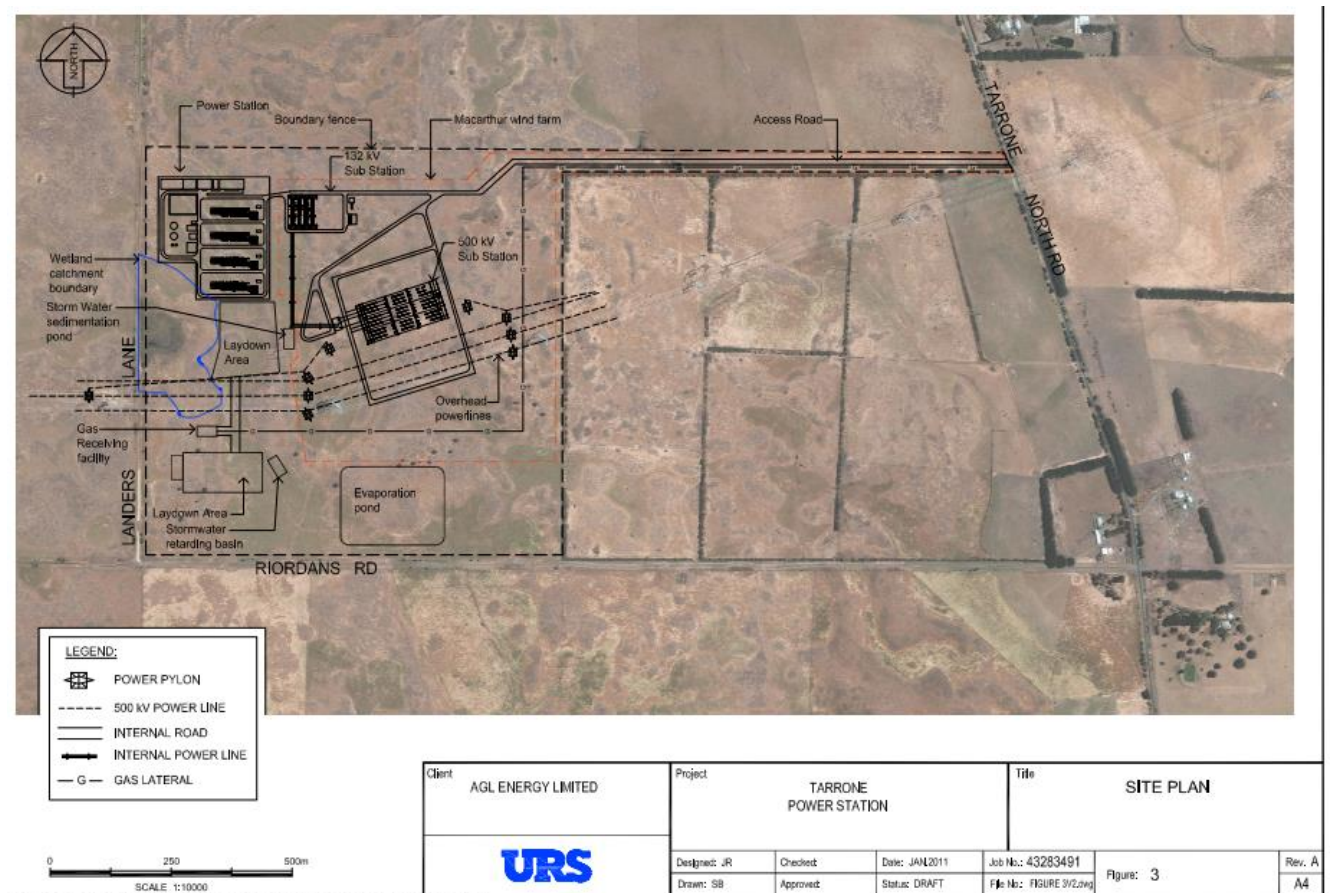 NORTH
Power Station
Boundary fence
Macarthur wind farm
Access Road
132 kV
Sub Station
TARRONE
NORTH RD
500 kV
Sub Station
Wetland
catchment
boundary
Storm Water
sedimentation
pond
Laydown
Area
LANDERS LANE
Overhead
powerlines
Gas
Receiving
facility
Evaporation
pond
Laydown Area
Stormwater
retarding basin
RIORDANS RD
LEGEND:
POWER PYLON
500 kV POWER LINE
INTERNAL ROAD
INTERNAL POWER LINE
G GAS LATERAL
0 250 500m
SCALE 1:10000
Client
AGL ENERGY LIMITED
URS
Project
TARRONE
POWER STATION
Title
SITE PLAN
Designed: JR Checked: Date: JAN.2011 Job No.: 43283491 Figure: 3 Rev. A
Drawn: SB Approved: Status: DRAFT File No.: FIGURE 3V2.dwg A4